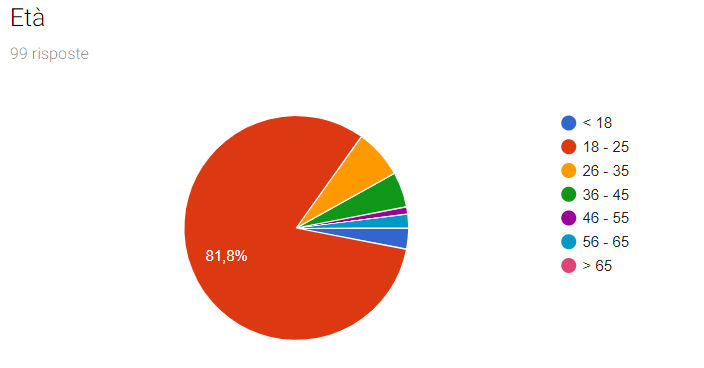 Età
99 risposte
81,8%
< 18
18 - 25
26 - 35
36 - 45
46 - 55
56 - 65
> 65